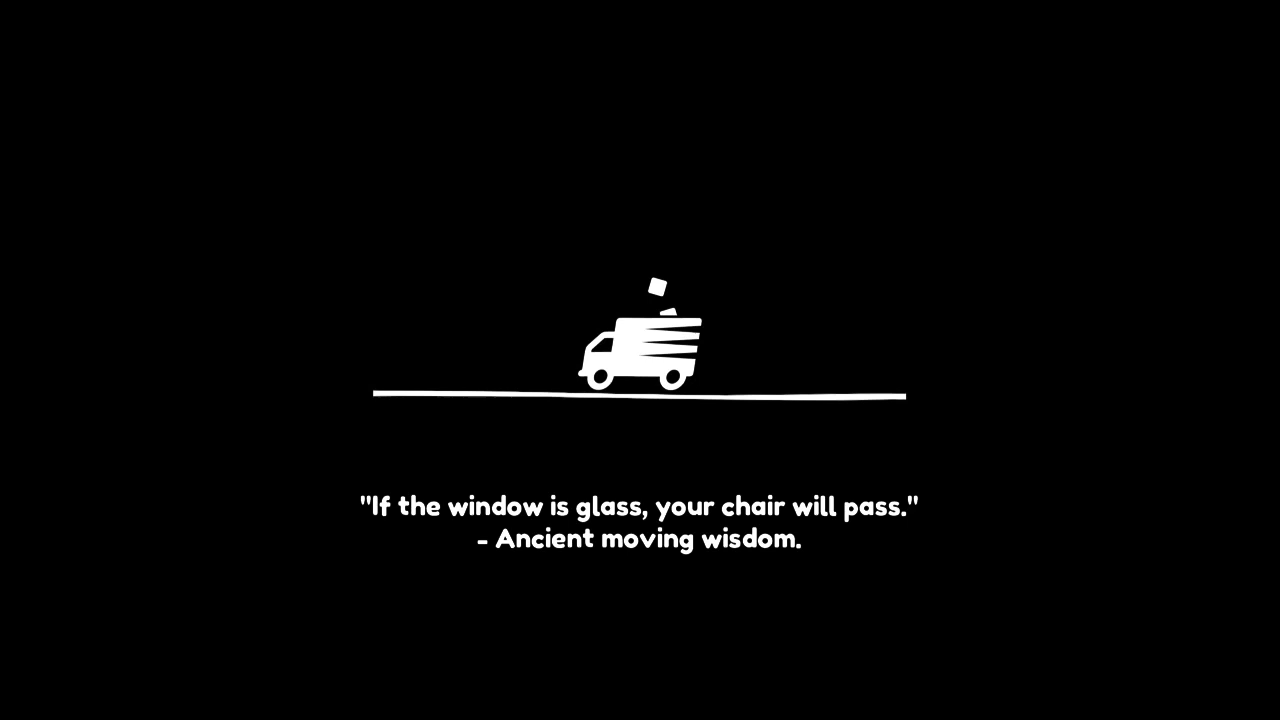 "If the window is glass, your chair will pass."
- Ancient moving wisdom.